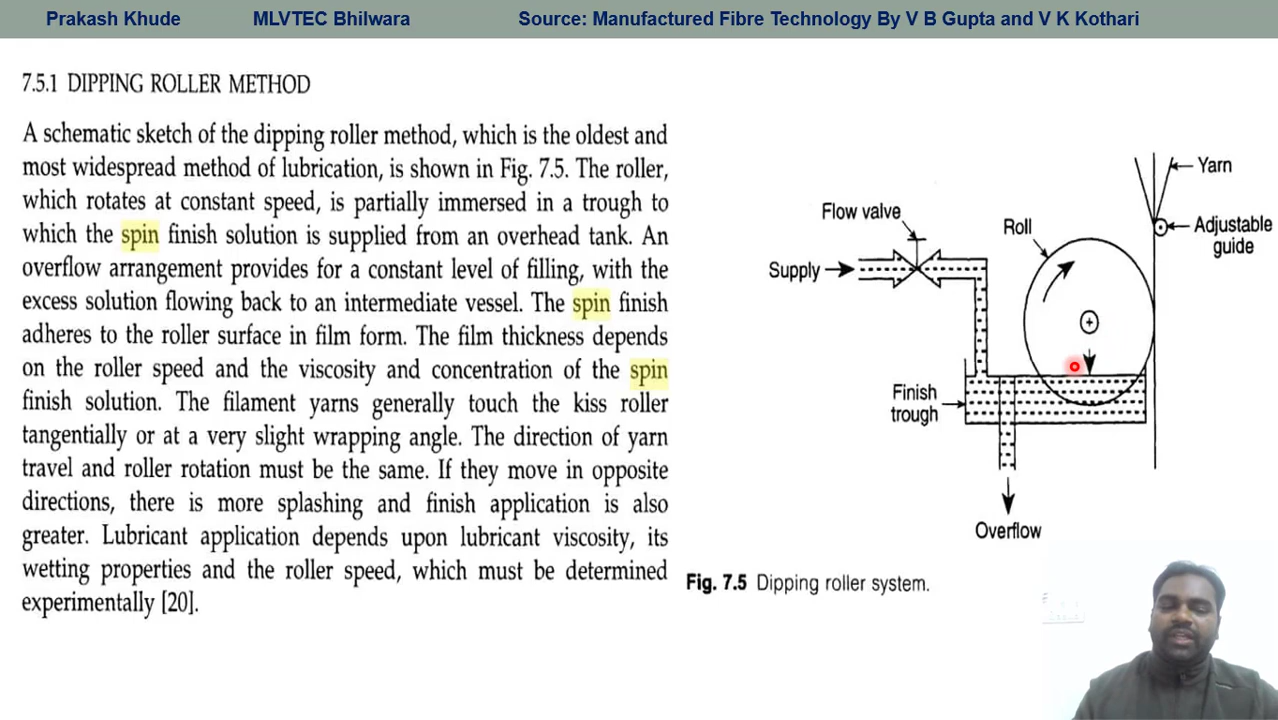 Prakash Khude MLVTEC Bhilwara Source: Manufactured Fibre Technology By V B Gupta and V K Kothari
7.5.1 DIPPING ROLLER METHOD
A schematic sketch of the dipping roller method, which is the oldest and
most widespread method of lubrication, is shown in Fig. 7.5. The roller,
which rotates at constant speed, is partially immersed in a trough to
which the spin finish solution is supplied from an overhead tank. An
overflow arrangement provides for a constant level of filling, with the
excess solution flowing back to an intermediate vessel. The spin finish
adheres to the roller surface in film form. The film thickness depends
on the roller speed and the viscosity and concentration of the spin
finish solution. The filament yarns generally touch the kiss roller
tangentially or at a very slight wrapping angle. The direction of yarn
travel and roller rotation must be the same. If they move in opposite
directions, there is more splashing and finish application is also
greater. Lubricant application depends upon lubricant viscosity, its
wetting properties and the roller speed, which must be determined
experimentally [20].
Yarn
Flow valve
Roll
Adjustable
guide
Supply
Finish
trough
Overflow
Fig. 7.5 Dipping roller system.